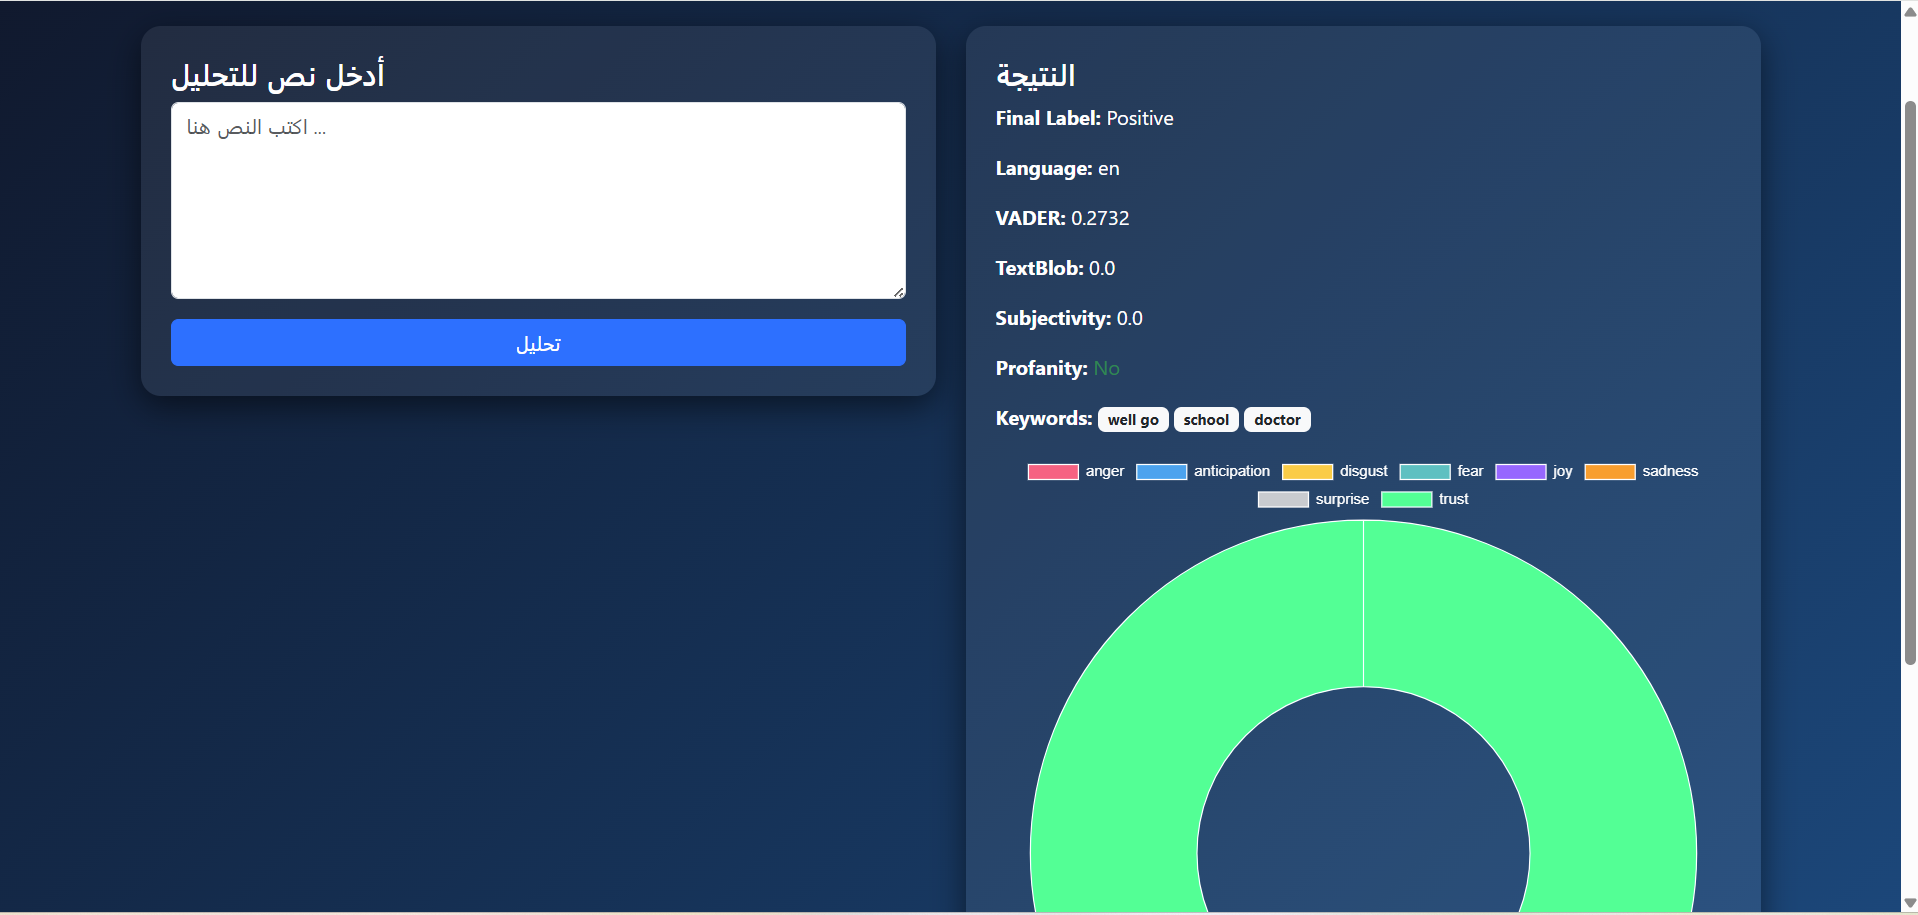 أدخل نص للتحليل
اكتب النص هنا ...
تحليل
النتيجة
Final Label: Positive
Language: en
VADER: 0.2732
TextBlob: 0.0
Subjectivity: 0.0
Profanity: No
Keywords: well go school doctor
anger anticipation disgust fear joy sadness
surprise trust